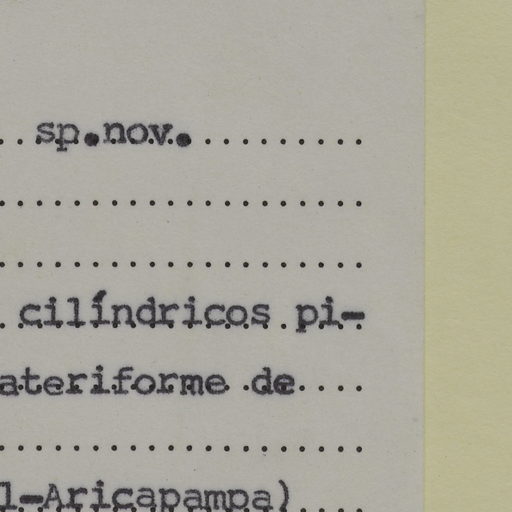 sp.nov.
cilíndricos pi-
ateriforme de
l-Aricapampa)